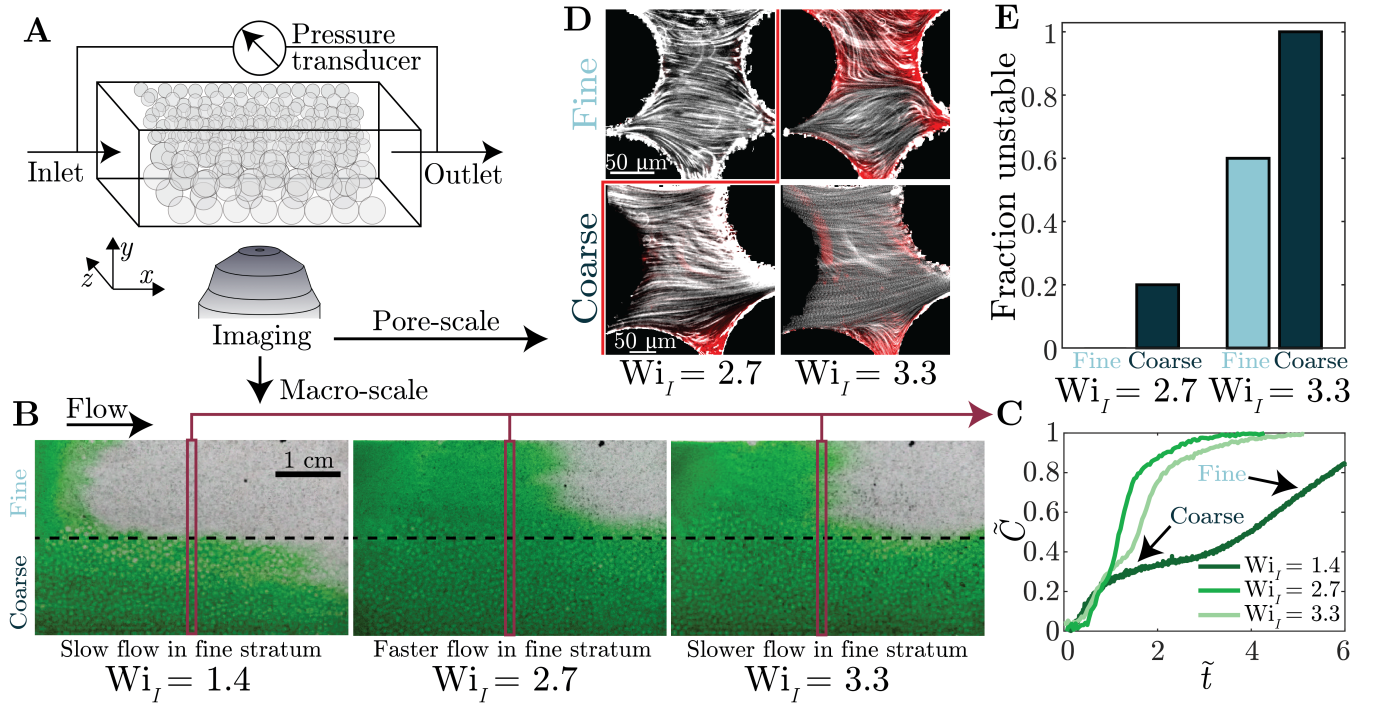 A
Pressure
transducer
Inlet
Outlet
y
z
x
Imaging
Pore-scale
Macro-scale
B
Flow
1 cm
Fine
Coarse
Slow flow in fine stratum
Wi_I = 1.4
Faster flow in fine stratum
Wi_I = 2.7
Slower flow in fine stratum
Wi_I = 3.3
D
Fine
50 μm
Coarse
50 μm
Wi_I = 2.7
Wi_I = 3.3
E
Fraction unstable
1
0.8
0.6
0.4
0.2
0
Fine Coarse
Fine Coarse
Wi_I = 2.7 Wi_I = 3.3
C
C̃
1
0.8
0.6
0.4
0.2
0
Fine
Coarse
Wi_I = 1.4
Wi_I = 2.7
Wi_I = 3.3
0 2 4 6
t̃